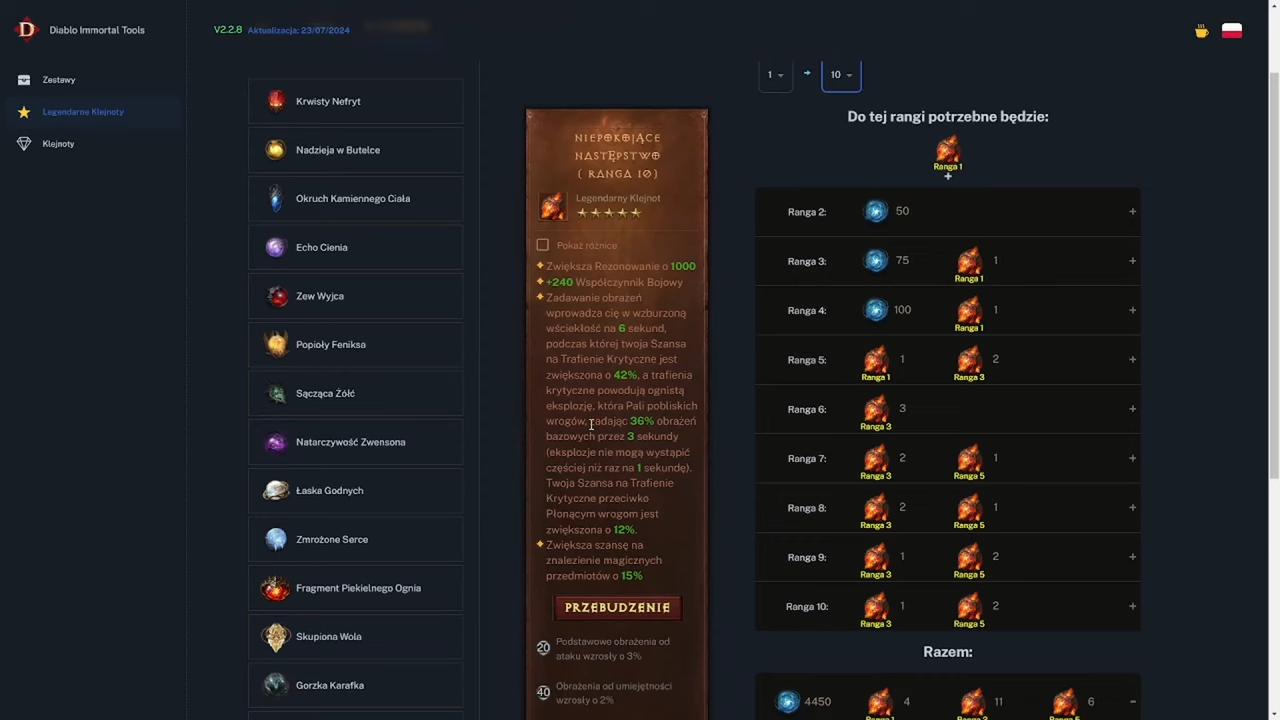 Diablo Immortal Tools
V2.2.8 Aktualizacja: 23/07/2024
Zestawy
Legendarne Klejnoty
Klejnoty
Krwisty Nefryt
Nadzieja w Butelce
Okruch Kamiennego Ciała
Echo Cienia
Zew Wyjca
Popioły Feniksa
Sącząca Żółć
Natarczywość Zwensona
Łaska Godnych
Zmrożone Serce
Fragment Piekielnego Ognia
Skupiona Wola
Gorzka Karafka
NIEPOKOJĄCE
NASTĘPSTWO
( RANGA 10)
Legendarny Klejnot
Pokaż różnice
Zwiększa Rezonowanie o 1000
+240 Współczynnik Bojowy
Zadawanie obrażeń
wprowadza cię w wzburzoną
wściekłość na 6 sekund,
podczas której twoja Szansa
na Trafienie Krytyczne jest
zwiększona o 42%, a trafienia
krytyczne powodują ognistą
eksplozję, która Pali pobliskich
wrogów, zadając 36% obrażeń
bazowych przez 3 sekundy
(eksplozje nie mogą wystąpić
częściej niż raz na 1 sekundę).
Twoja Szansa na Trafienie
Krytyczne przeciwko
Płonącym wrogom jest
zwiększona o 12%.
Zwiększa szansę na
znalezienie magicznych
przedmiotów o 15%
PRZEBUDZENIE
20 Podstawowe obrażenia od
ataku wzrosły o 3%
40 Obrażenia od umiejętności
wzrosły o 2%
1 10
Do tej rangi potrzebne będzie:
Ranga 1
+
Ranga 2: 50 +
Ranga 3: 75 Ranga 1 1 +
Ranga 4: 100 Ranga 1 1 +
Ranga 5: Ranga 1 1 Ranga 3 2 +
Ranga 6: Ranga 3 3 +
Ranga 7: Ranga 3 2 Ranga 5 1 +
Ranga 8: Ranga 3 2 Ranga 5 1 +
Ranga 9: Ranga 3 1 Ranga 5 2 +
Ranga 10: Ranga 3 1 Ranga 5 2 +
Razem:
4450 4 11 6 −